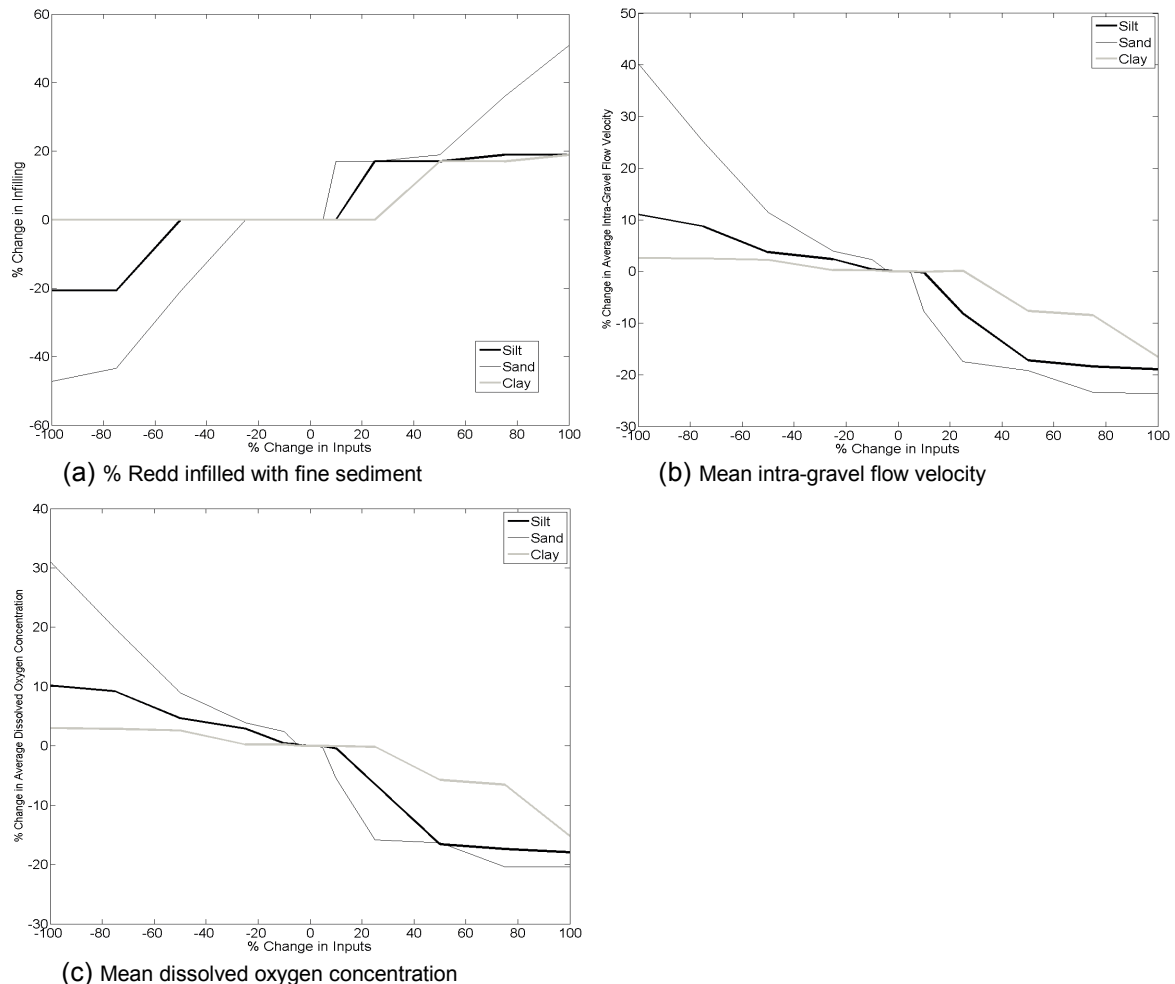 60
40
20
0
-20
-40
-60
% Change in Infilling
-100 -80 -60 -40 -20 0 20 40 60 80 100
% Change in Inputs
Silt
Sand
Clay
(a) % Redd infilled with fine sediment
50
40
30
20
10
0
-10
-20
-30
% Change in Average Intra-Gravel Flow Velocity
-100 -80 -60 -40 -20 0 20 40 60 80 100
% Change in Inputs
Silt
Sand
Clay
(b) Mean intra-gravel flow velocity
40
30
20
10
0
-10
-20
-30
% Change in Average Dissolved Oxygen Concentration
-100 -80 -60 -40 -20 0 20 40 60 80 100
% Change in Inputs
Silt
Sand
Clay
(c) Mean dissolved oxygen concentration